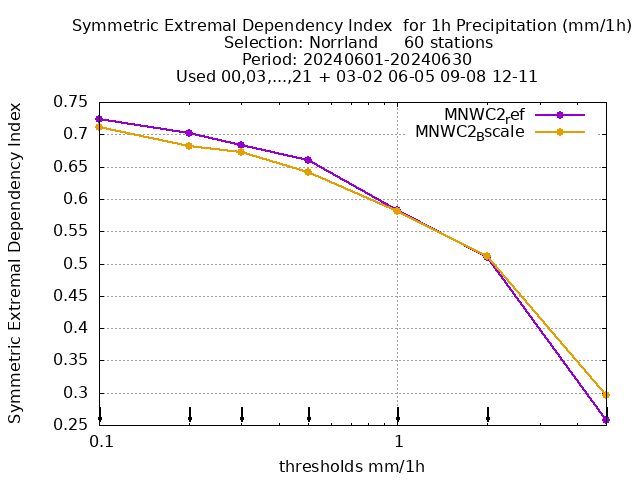 Symmetric Extremal Dependency Index  for 1h Precipitation (mm/1h)
Selection: Norrland     60 stations
Period: 20240601-20240630
Used 00,03,...,21 + 03-02 06-05 09-08 12-11
Symmetric Extremal Dependency Index
0.75
0.7
0.65
0.6
0.55
0.5
0.45
0.4
0.35
0.3
0.25
MNWC2_ref
MNWC2_Bscale
0.1
1
thresholds mm/1h